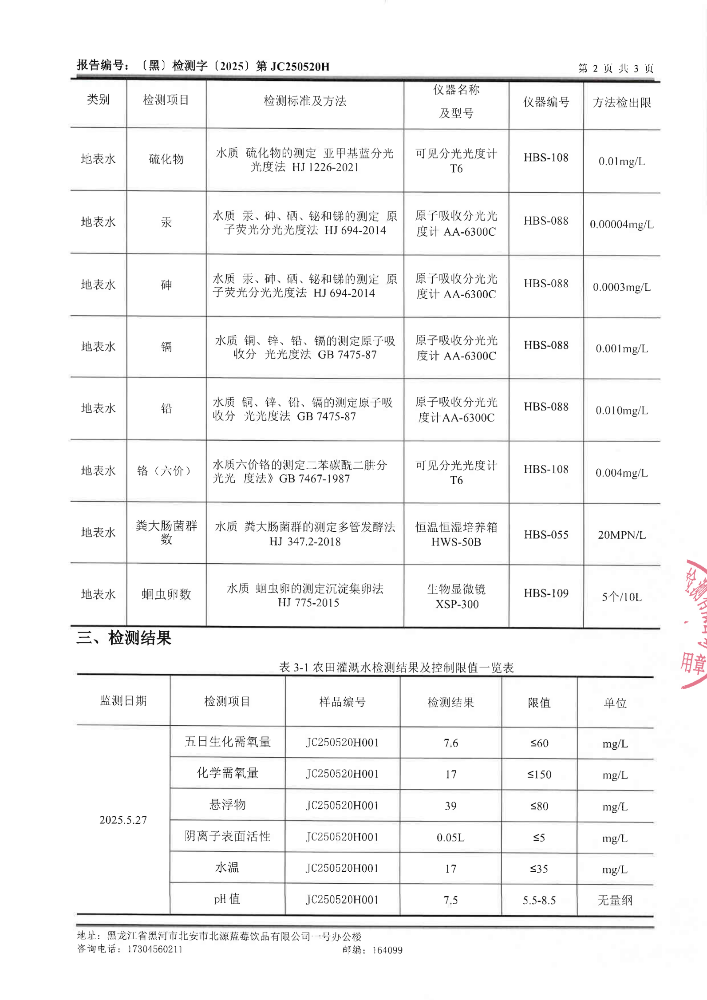 报告编号：〔黑〕检测字〔2025〕第 JC250520H
第 2 页 共 3 页
类别 检测项目 检测标准及方法 仪器名称 仪器编号 方法检出限
及型号
地表水 硫化物 水质 硫化物的测定 亚甲基蓝分光 可见分光光度计 HBS-108 0.01mg/L
光度法 HJ 1226-2021 T6
地表水 汞 水质 汞、砷、硒、铋和锑的测定 原 原子吸收分光光 HBS-088 0.00004mg/L
子荧光分光光度法 HJ 694-2014 度计 AA-6300C
地表水 砷 水质 汞、砷、硒、铋和锑的测定 原 原子吸收分光光 HBS-088 0.0003mg/L
子荧光分光光度法 HJ 694-2014 度计 AA-6300C
地表水 镉 水质 铜、锌、铅、镉的测定原子吸 原子吸收分光光 HBS-088 0.001mg/L
收分 光光度法 GB 7475-87 度计 AA-6300C
地表水 铅 水质 铜、锌、铅、镉的测定原子吸 原子吸收分光光 HBS-088 0.010mg/L
收分 光光度法 GB 7475-87 度计AA-6300C
地表水 铬（六价） 水质六价铬的测定二苯碳酰二肼分 可见分光光度计 HBS-108 0.004mg/L
光光 度法》GB 7467-1987 T6
地表水 粪大肠菌群 水质 粪大肠菌群的测定多管发酵法 恒温恒湿培养箱 HBS-055 20MPN/L
数 HJ 347.2-2018 HWS-50B
地表水 蛔虫卵数 水质 蛔虫卵的测定沉淀集卵法 生物显微镜 HBS-109 5个/10L
HJ 775-2015 XSP-300
三、检测结果
表 3-1 农田灌溉水检测结果及控制限值一览表
监测日期 检测项目 样品编号 检测结果 限值 单位
五日生化需氧量 JC250520H001 7.6 ≤60 mg/L
化学需氧量 JC250520H001 17 ≤150 mg/L
悬浮物 JC250520H001 39 ≤80 mg/L
2025.5.27
阴离子表面活性 JC250520H001 0.05L ≤5 mg/L
水温 JC250520H001 17 ≤35 mg/L
pH 值 JC250520H001 7.5 5.5-8.5 无量纲
地址：黑龙江省黑河市北安市北源蓝莓饮品有限公司一号办公楼
咨询电话：17304560211 邮编：164099
用章